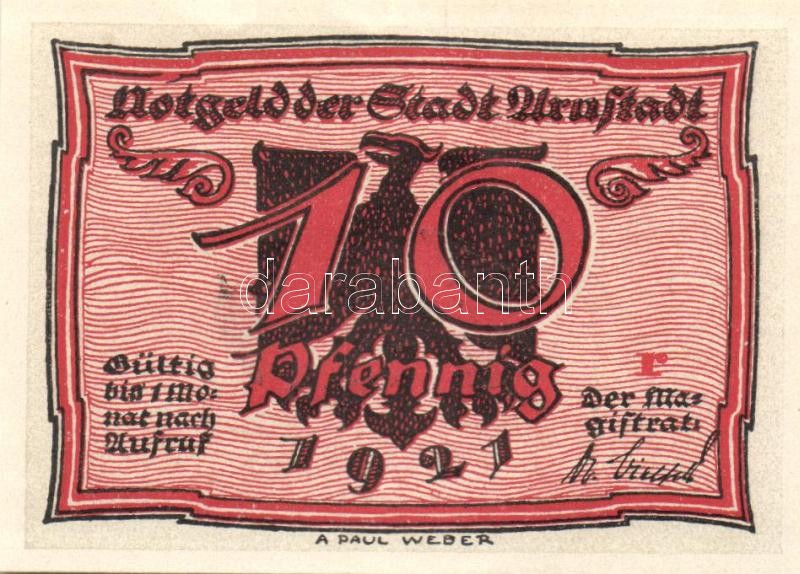 Notgeld der Stadt Arnstadt
10
Pfennig
1921
Gültig
bis 1 Mo-
nat nach
Aufruf
r
Der Ma-
gistrat:
A PAUL WEBER
darabanth